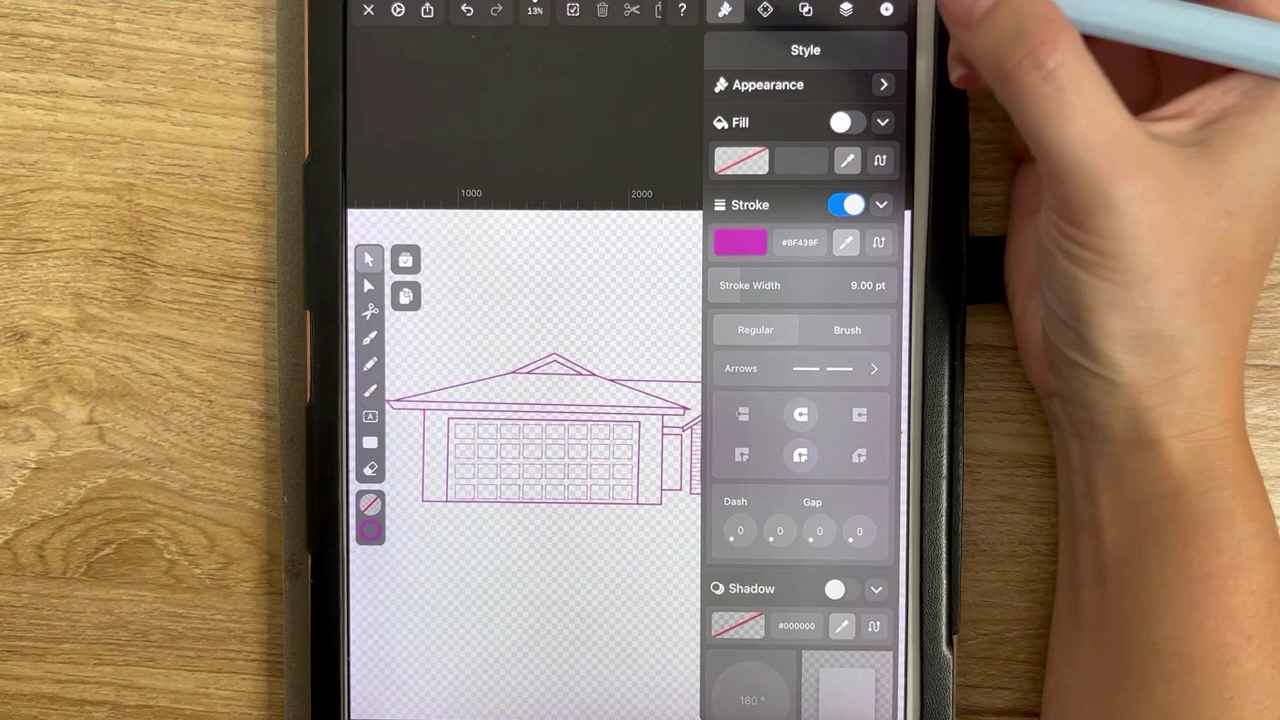 13%
?
Style
Appearance
Fill
1000
2000
Stroke
#BF439F
Stroke Width 9.00 pt
Regular Brush
Arrows
A
Dash Gap
0 0 0 0
Shadow
#000000
180 °